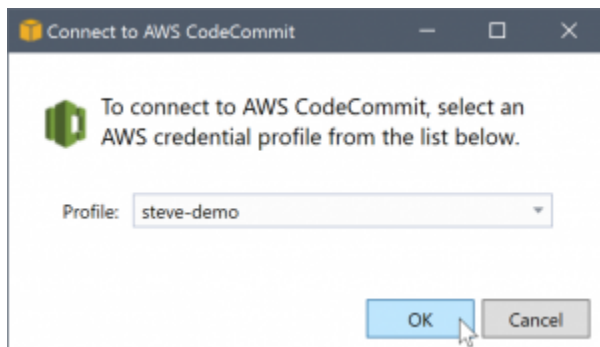 Connect to AWS CodeCommit
To connect to AWS CodeCommit, select an
AWS credential profile from the list below.
Profile: steve-demo
OK Cancel